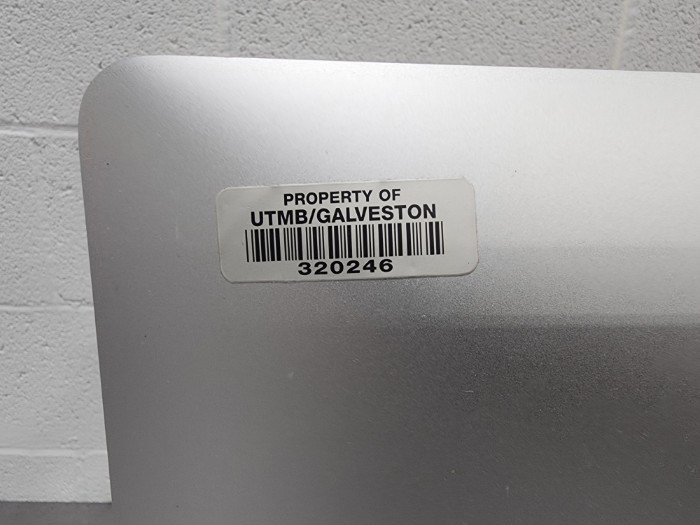 PROPERTY OF
UTMB/GALVESTON
320246